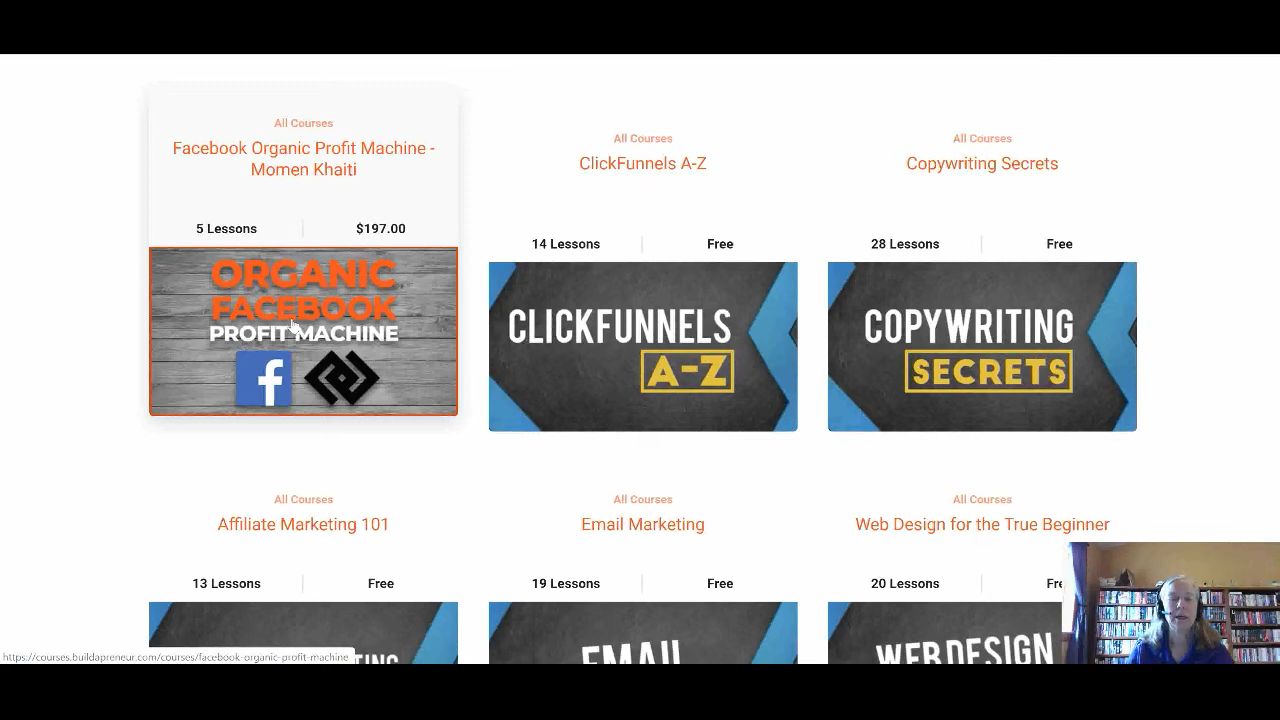 All Courses
Facebook Organic Profit Machine -
Momen Khaiti
5 Lessons
$197.00
ORGANIC
FACEBOOK
PROFIT MACHINE
f
All Courses
ClickFunnels A-Z
14 Lessons
Free
CLICKFUNNELS
A-Z
All Courses
Copywriting Secrets
28 Lessons
Free
COPYWRITING
SECRETS
All Courses
Affiliate Marketing 101
13 Lessons
Free
All Courses
Email Marketing
19 Lessons
Free
EMAIL
All Courses
Web Design for the True Beginner
20 Lessons
WEB DESIGN
https://courses.buildapreneur.com/courses/facebook-organic-profit-machine